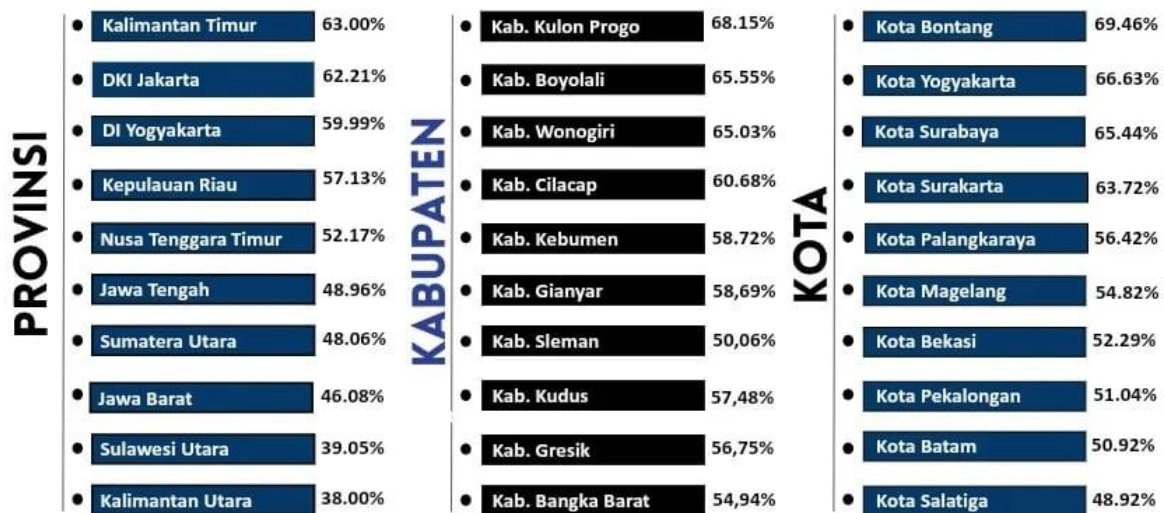 PROVINSI
Kalimantan Timur 63.00%
DKI Jakarta 62.21%
DI Yogyakarta 59.99%
Kepulauan Riau 57.13%
Nusa Tenggara Timur 52.17%
Jawa Tengah 48.96%
Sumatera Utara 48.06%
Jawa Barat 46.08%
Sulawesi Utara 39.05%
Kalimantan Utara 38.00%
KABUPATEN
Kab. Kulon Progo 68.15%
Kab. Boyolali 65.55%
Kab. Wonogiri 65.03%
Kab. Cilacap 60.68%
Kab. Kebumen 58.72%
Kab. Gianyar 58,69%
Kab. Sleman 50,06%
Kab. Kudus 57,48%
Kab. Gresik 56,75%
Kab. Bangka Barat 54,94%
KOTA
Kota Bontang 69.46%
Kota Yogyakarta 66.63%
Kota Surabaya 65.44%
Kota Surakarta 63.72%
Kota Palangkaraya 56.42%
Kota Magelang 54.82%
Kota Bekasi 52.29%
Kota Pekalongan 51.04%
Kota Batam 50.92%
Kota Salatiga 48.92%